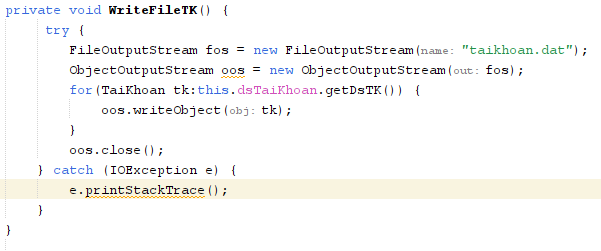 private void WriteFileTK() {
try {
FileOutputStream fos = new FileOutputStream(name: "taikhoan.dat");
ObjectOutputStream oos = new ObjectOutputStream(out: fos);
for(TaiKhoan tk:this.dsTaiKhoan.getDsTK()) {
oos.writeObject(obj: tk);
}
oos.close();
} catch (IOException e) {
e.printStackTrace();
}
}